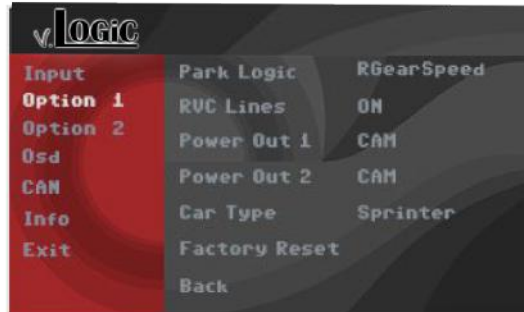 v.LOGiC
Input
Option 1
Option 2
Osd
CAN
Info
Exit
Park Logic RGearSpeed
RVC Lines ON
Power Out 1 CAM
Power Out 2 CAM
Car Type Sprinter
Factory Reset
Back